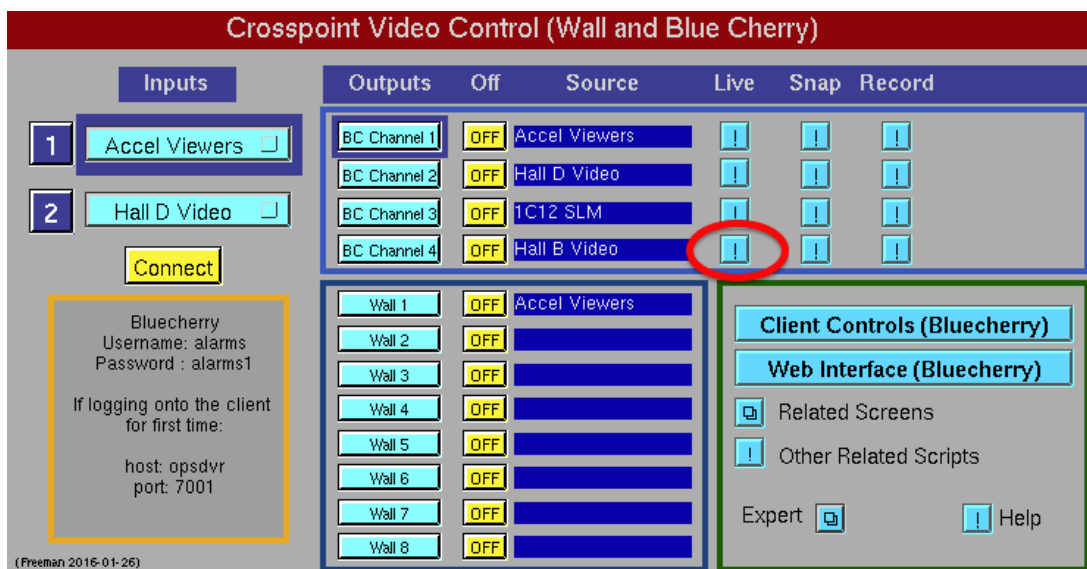 Crosspoint Video Control (Wall and Blue Cherry)
Inputs
1 Accel Viewers
2 Hall D Video
Connect
Bluecherry
Username: alarms
Password : alarms1
If logging onto the client
for first time:
host: opsdvr
port: 7001
(Freeman 2016-01-26)
Outputs Off Source Live Snap Record
BC Channel 1 OFF Accel Viewers ! ! !
BC Channel 2 OFF Hall D Video ! ! !
BC Channel 3 OFF 1C12 SLM ! ! !
BC Channel 4 OFF Hall B Video ! ! !
Wall 1 OFF Accel Viewers
Wall 2 OFF
Wall 3 OFF
Wall 4 OFF
Wall 5 OFF
Wall 6 OFF
Wall 7 OFF
Wall 8 OFF
Client Controls (Bluecherry)
Web Interface (Bluecherry)
Related Screens
! Other Related Scripts
Expert ! Help